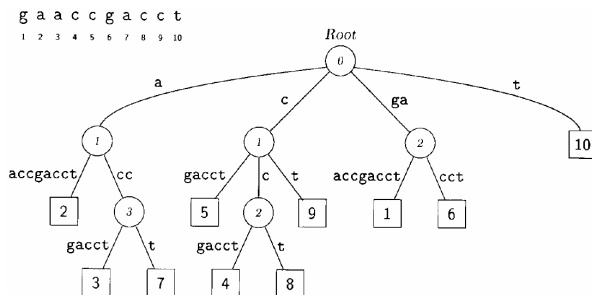 g a a c c g a c c t
1 2 3 4 5 6 7 8 9 10
Root
0
a c ga t
1 1 2 10
accgacct cc gacct c t accgacct cct
2 3 5 2 9 1 6
gacct t gacct t
3 7 4 8